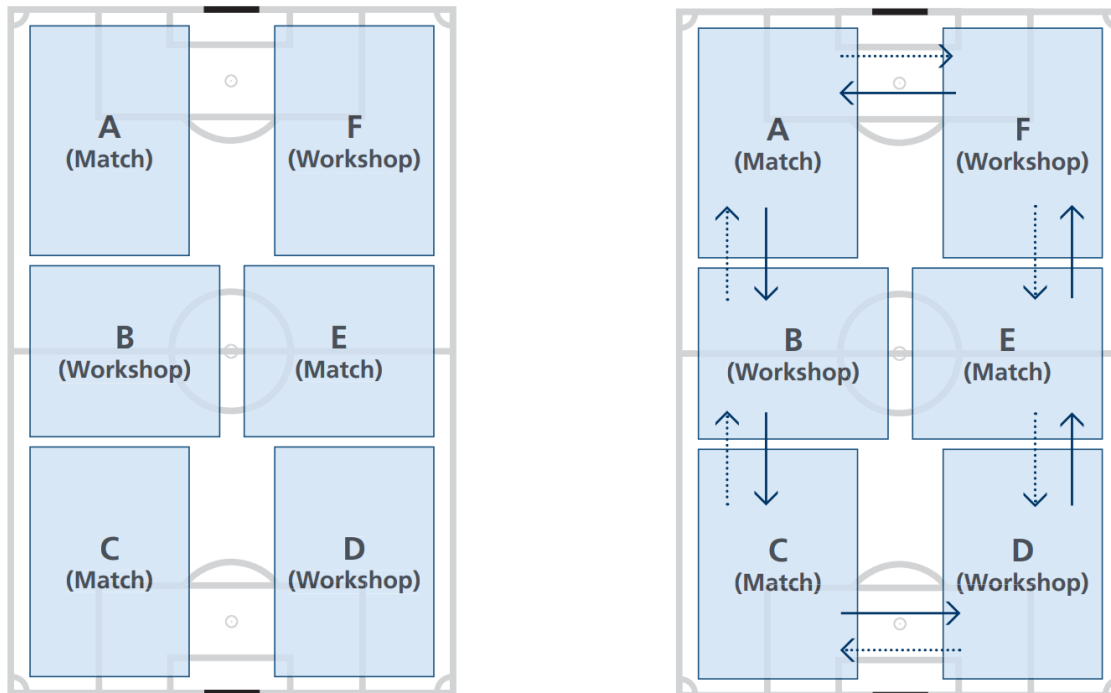 A
(Match)
F
(Workshop)
B
(Workshop)
E
(Match)
C
(Match)
D
(Workshop)
A
(Match)
F
(Workshop)
B
(Workshop)
E
(Match)
C
(Match)
D
(Workshop)